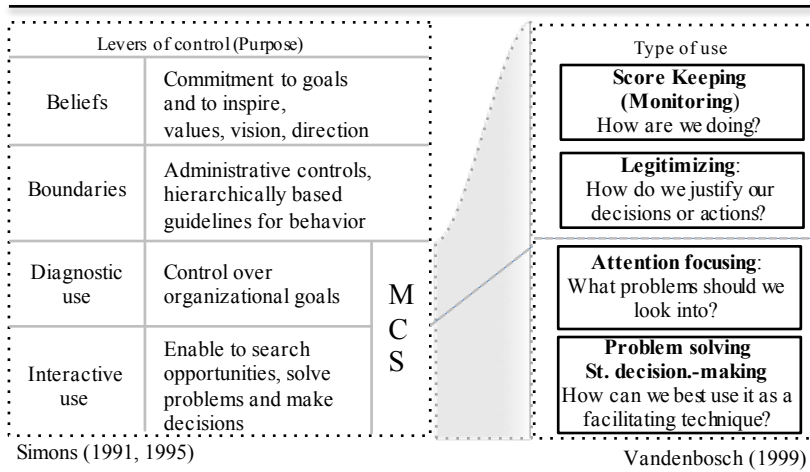 Levers of control (Purpose)
Beliefs
Commitment to goals
and to inspire,
values, vision, direction
Boundaries
Administrative controls,
hierarchically based
guidelines for behavior
Diagnostic
use
Control over
organizational goals
Interactive
use
Enable to search
opportunities, solve
problems and make
decisions
M
C
S
Simons (1991, 1995)
Type of use
Score Keeping
(Monitoring)
How are we doing?
Legitimizing:
How do we justify our
decisions or actions?
Attention focusing:
What problems should we
look into?
Problem solving
St. decision.-making
How can we best use it as a
facilitating technique?
Vandenbosch (1999)